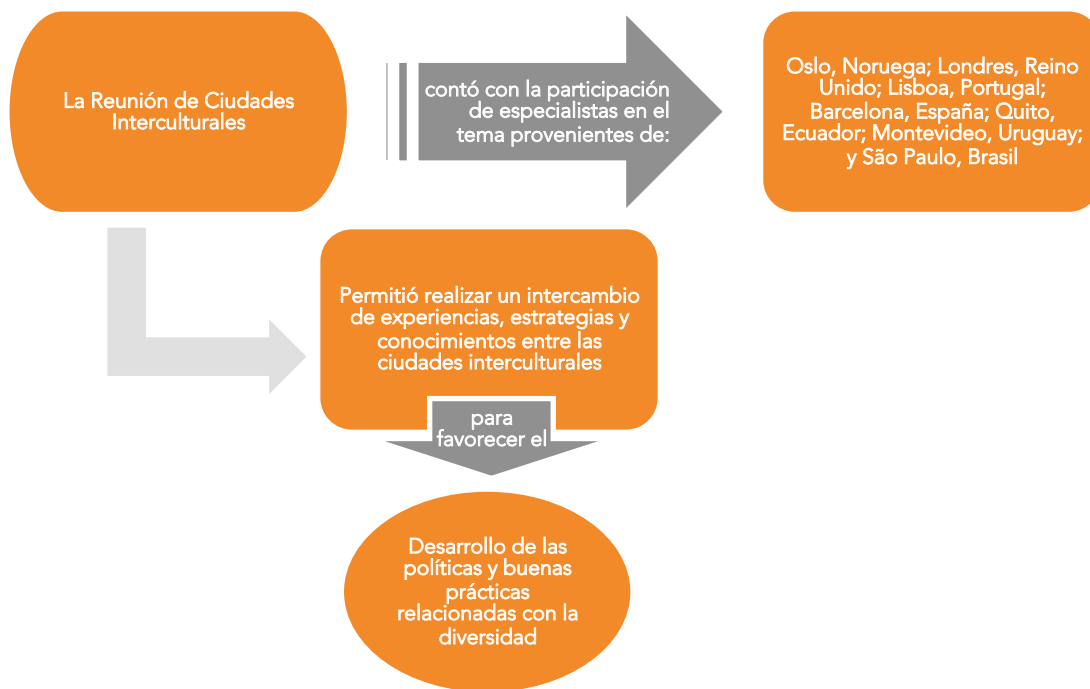 La Reunión de Ciudades
Interculturales
contó con la participación
de especialistas en el
tema provenientes de:
Oslo, Noruega; Londres, Reino
Unido; Lisboa, Portugal;
Barcelona, España; Quito,
Ecuador; Montevideo, Uruguay;
y São Paulo, Brasil
Permitió realizar un intercambio
de experiencias, estrategias y
conocimientos entre las
ciudades interculturales
para
favorecer el
Desarrollo de las
políticas y buenas
prácticas
relacionadas con la
diversidad